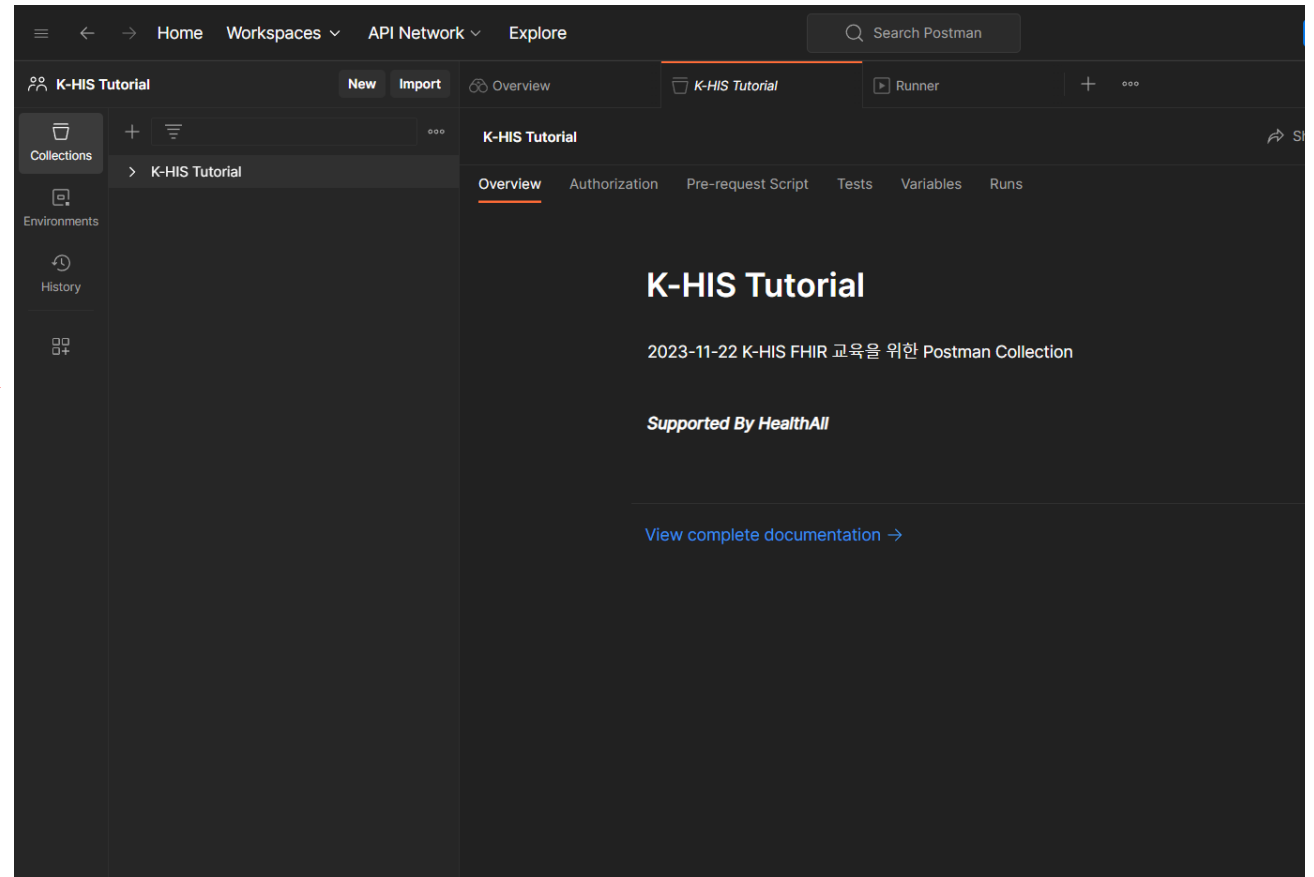 Home Workspaces API Network Explore Search Postman
K-HIS Tutorial New Import Overview K-HIS Tutorial Runner
Collections
Environments
History
K-HIS Tutorial
K-HIS Tutorial
Overview Authorization Pre-request Script Tests Variables Runs
K-HIS Tutorial
2023-11-22 K-HIS FHIR 교육을 위한 Postman Collection
Supported By HealthAll
View complete documentation →